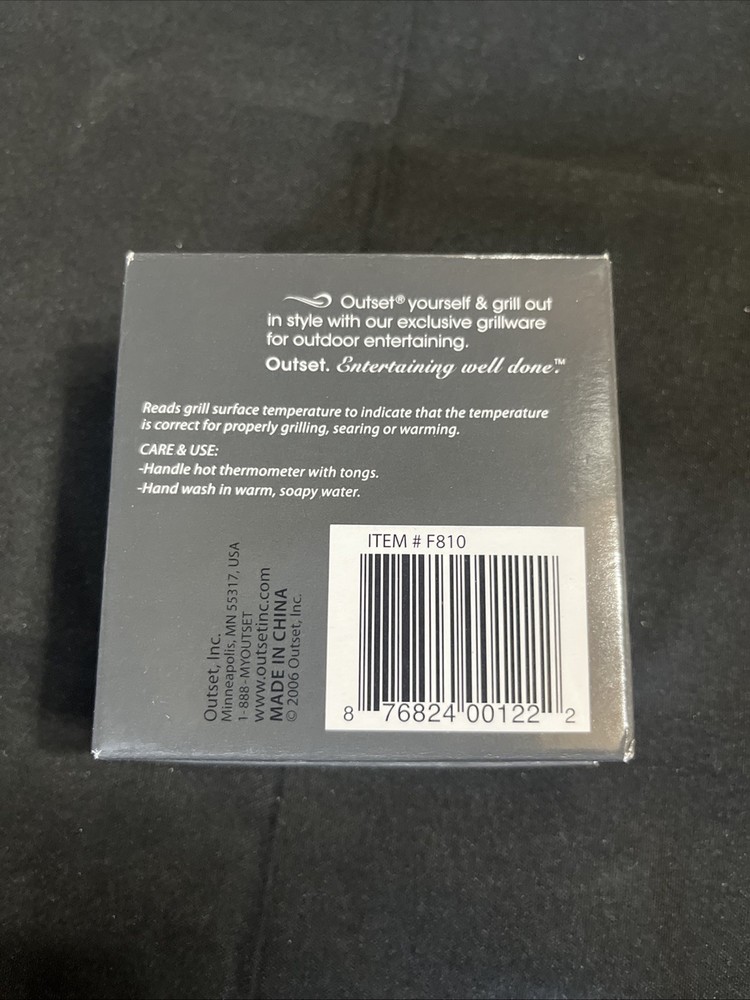 Outset® yourself & grill out
in style with our exclusive grillware
for outdoor entertaining.
Outset. Entertaining well done.™
Reads grill surface temperature to indicate that the temperature
is correct for properly grilling, searing or warming.
CARE & USE:
-Handle hot thermometer with tongs.
-Hand wash in warm, soapy water.
Outset, Inc.
Minneapolis, MN 55317, USA
1-888-MYOUTSET
www.outsetinc.com
MADE IN CHINA
© 2006 Outset, Inc.
ITEM # F810
8 76824 00122 2